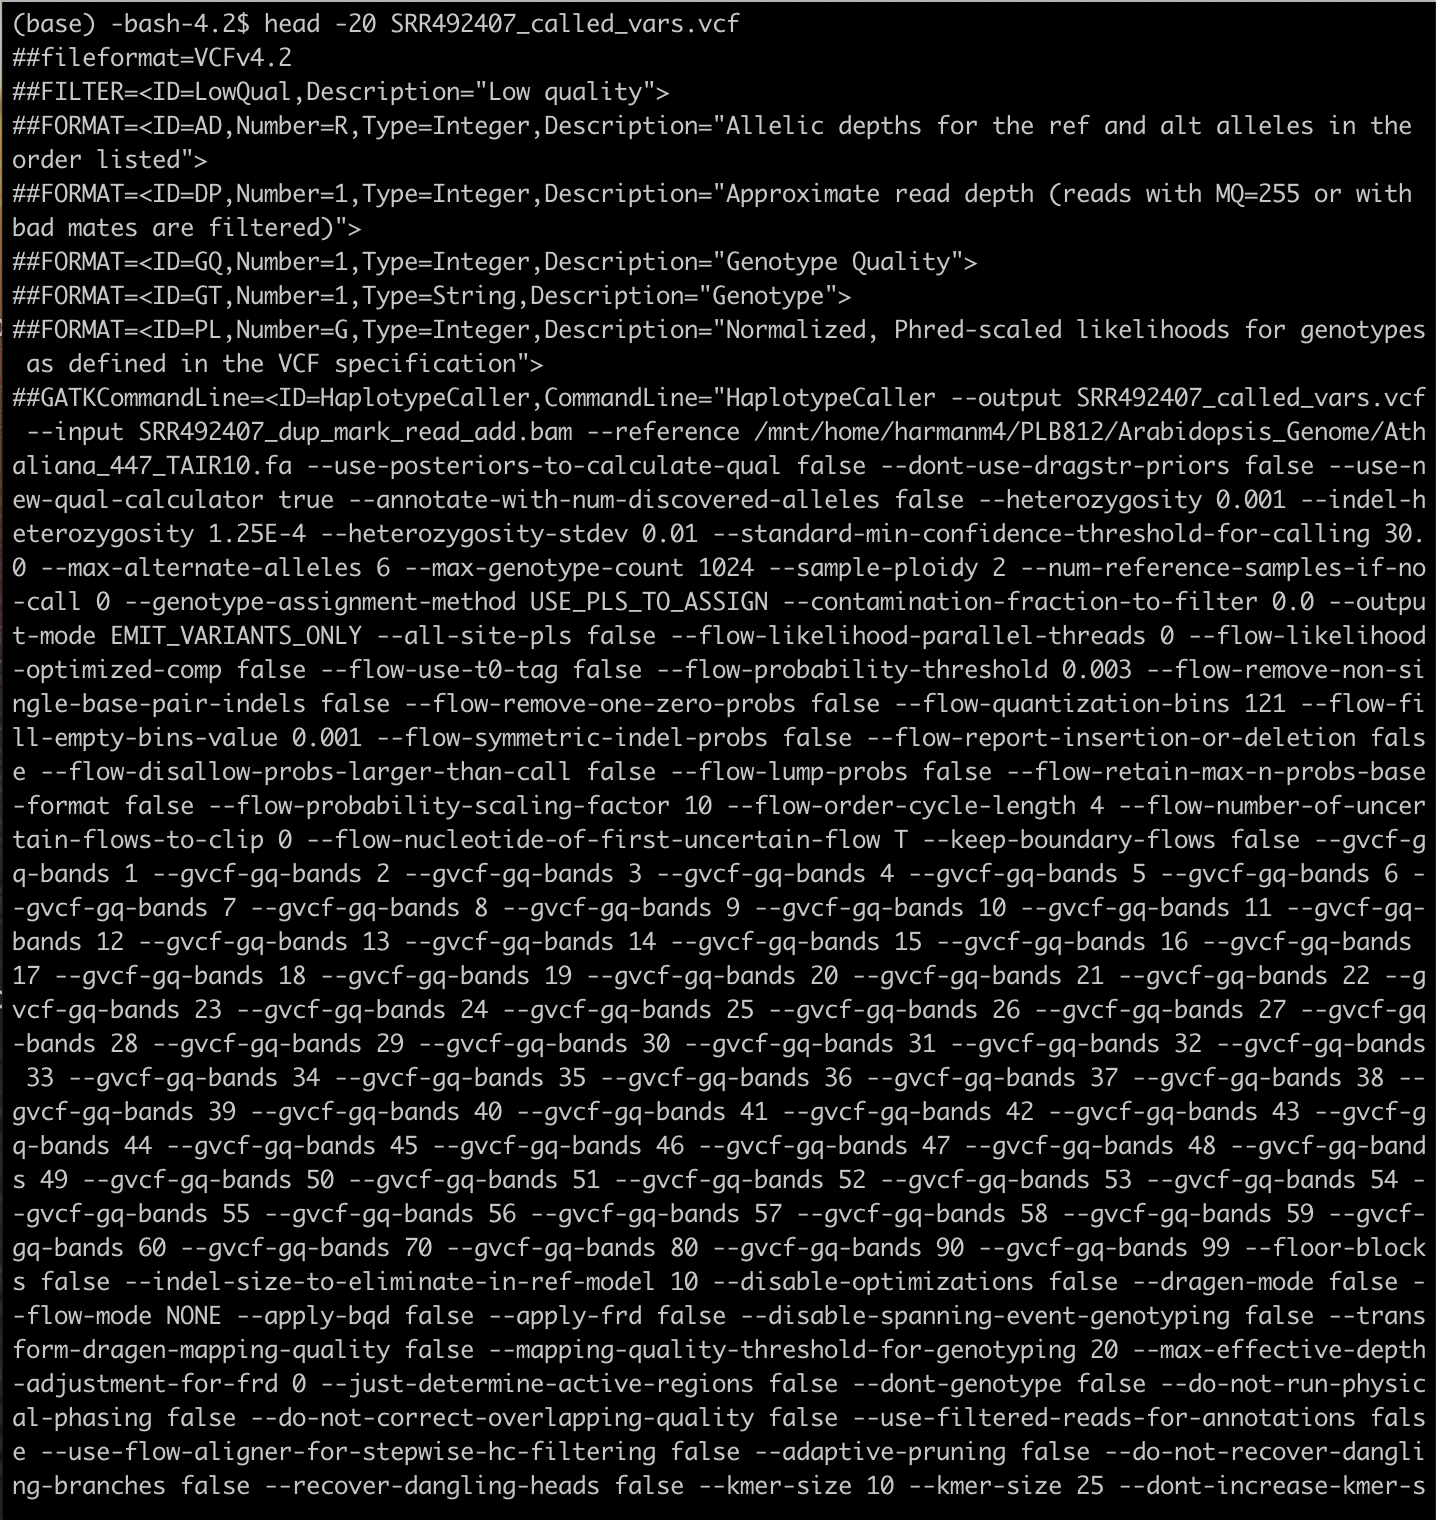 (base) -bash-4.2$ head -20 SRR492407_called_vars.vcf
##fileformat=VCFv4.2
##FILTER=<ID=LowQual,Description="Low quality">
##FORMAT=<ID=AD,Number=R,Type=Integer,Description="Allelic depths for the ref and alt alleles in the
order listed">
##FORMAT=<ID=DP,Number=1,Type=Integer,Description="Approximate read depth (reads with MQ=255 or with
bad mates are filtered)">
##FORMAT=<ID=GQ,Number=1,Type=Integer,Description="Genotype Quality">
##FORMAT=<ID=GT,Number=1,Type=String,Description="Genotype">
##FORMAT=<ID=PL,Number=G,Type=Integer,Description="Normalized, Phred-scaled likelihoods for genotypes
 as defined in the VCF specification">
##GATKCommandLine=<ID=HaplotypeCaller,CommandLine="HaplotypeCaller --output SRR492407_called_vars.vcf
 --input SRR492407_dup_mark_read_add.bam --reference /mnt/home/harmanm4/PLB812/Arabidopsis_Genome/Ath
aliana_447_TAIR10.fa --use-posteriors-to-calculate-qual false --dont-use-dragstr-priors false --use-n
ew-qual-calculator true --annotate-with-num-discovered-alleles false --heterozygosity 0.001 --indel-h
eterozygosity 1.25E-4 --heterozygosity-stdev 0.01 --standard-min-confidence-threshold-for-calling 30.
0 --max-alternate-alleles 6 --max-genotype-count 1024 --sample-ploidy 2 --num-reference-samples-if-no
-call 0 --genotype-assignment-method USE_PLS_TO_ASSIGN --contamination-fraction-to-filter 0.0 --outpu
t-mode EMIT_VARIANTS_ONLY --all-site-pls false --flow-likelihood-parallel-threads 0 --flow-likelihood
-optimized-comp false --flow-use-t0-tag false --flow-probability-threshold 0.003 --flow-remove-non-si
ngle-base-pair-indels false --flow-remove-one-zero-probs false --flow-quantization-bins 121 --flow-fi
ll-empty-bins-value 0.001 --flow-symmetric-indel-probs false --flow-report-insertion-or-deletion fals
e --flow-disallow-probs-larger-than-call false --flow-lump-probs false --flow-retain-max-n-probs-base
-format false --flow-probability-scaling-factor 10 --flow-order-cycle-length 4 --flow-number-of-uncer
tain-flows-to-clip 0 --flow-nucleotide-of-first-uncertain-flow T --keep-boundary-flows false --gvcf-g
q-bands 1 --gvcf-gq-bands 2 --gvcf-gq-bands 3 --gvcf-gq-bands 4 --gvcf-gq-bands 5 --gvcf-gq-bands 6 -
-gvcf-gq-bands 7 --gvcf-gq-bands 8 --gvcf-gq-bands 9 --gvcf-gq-bands 10 --gvcf-gq-bands 11 --gvcf-gq-
bands 12 --gvcf-gq-bands 13 --gvcf-gq-bands 14 --gvcf-gq-bands 15 --gvcf-gq-bands 16 --gvcf-gq-bands
17 --gvcf-gq-bands 18 --gvcf-gq-bands 19 --gvcf-gq-bands 20 --gvcf-gq-bands 21 --gvcf-gq-bands 22 --g
vcf-gq-bands 23 --gvcf-gq-bands 24 --gvcf-gq-bands 25 --gvcf-gq-bands 26 --gvcf-gq-bands 27 --gvcf-gq
-bands 28 --gvcf-gq-bands 29 --gvcf-gq-bands 30 --gvcf-gq-bands 31 --gvcf-gq-bands 32 --gvcf-gq-bands
 33 --gvcf-gq-bands 34 --gvcf-gq-bands 35 --gvcf-gq-bands 36 --gvcf-gq-bands 37 --gvcf-gq-bands 38 --
gvcf-gq-bands 39 --gvcf-gq-bands 40 --gvcf-gq-bands 41 --gvcf-gq-bands 42 --gvcf-gq-bands 43 --gvcf-g
q-bands 44 --gvcf-gq-bands 45 --gvcf-gq-bands 46 --gvcf-gq-bands 47 --gvcf-gq-bands 48 --gvcf-gq-band
s 49 --gvcf-gq-bands 50 --gvcf-gq-bands 51 --gvcf-gq-bands 52 --gvcf-gq-bands 53 --gvcf-gq-bands 54 -
-gvcf-gq-bands 55 --gvcf-gq-bands 56 --gvcf-gq-bands 57 --gvcf-gq-bands 58 --gvcf-gq-bands 59 --gvcf-
gq-bands 60 --gvcf-gq-bands 70 --gvcf-gq-bands 80 --gvcf-gq-bands 90 --gvcf-gq-bands 99 --floor-block
s false --indel-size-to-eliminate-in-ref-model 10 --disable-optimizations false --dragen-mode false -
-flow-mode NONE --apply-bqd false --apply-frd false --disable-spanning-event-genotyping false --trans
form-dragen-mapping-quality false --mapping-quality-threshold-for-genotyping 20 --max-effective-depth
-adjustment-for-frd 0 --just-determine-active-regions false --dont-genotype false --do-not-run-physic
al-phasing false --do-not-correct-overlapping-quality false --use-filtered-reads-for-annotations fals
e --use-flow-aligner-for-stepwise-hc-filtering false --adaptive-pruning false --do-not-recover-dangli
ng-branches false --recover-dangling-heads false --kmer-size 10 --kmer-size 25 --dont-increase-kmer-s